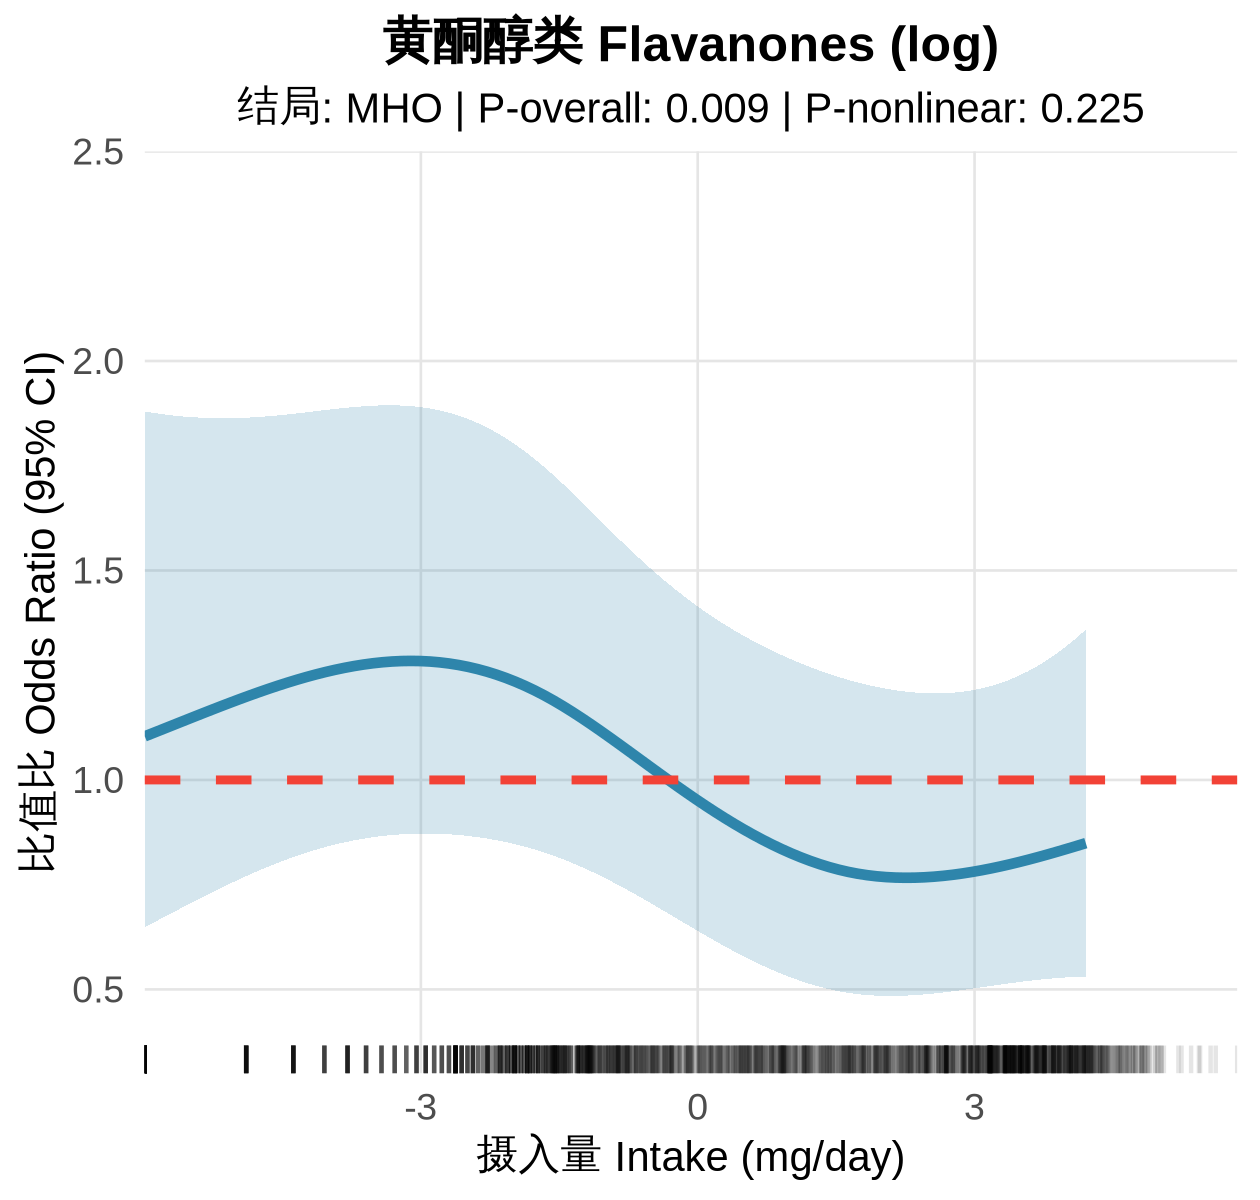 黄酮醇类 Flavanones (log)
结局: MHO | P-overall: 0.009 | P-nonlinear: 0.225
比值比 Odds Ratio (95% CI)
2.5
2.0
1.5
1.0
0.5
-3 0 3
摄入量 Intake (mg/day)